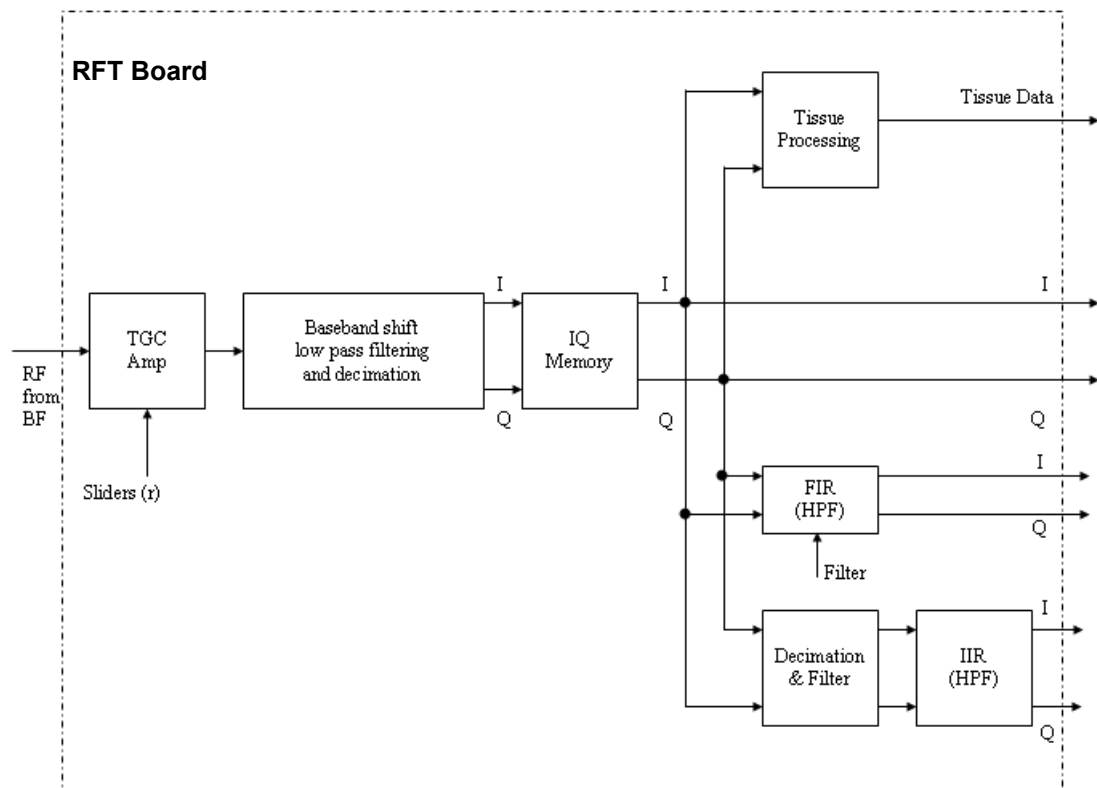 RFT Board
Tissue Data
Tissue
Processing
I
I
I
TGC
Amp
Baseband shift
low pass filtering
and decimation
IQ
Memory
RF
from
BF
Q
Q
Q
Sliders (r)
I
FIR
(HPF)
Q
Filter
I
Decimation
& Filter
IIR
(HPF)
Q